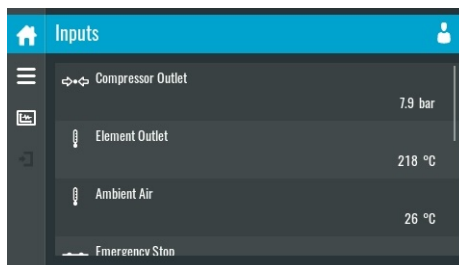 Inputs
Compressor Outlet
7.9 bar
Element Outlet
218 °C
Ambient Air
26 °C
Emergency Stop